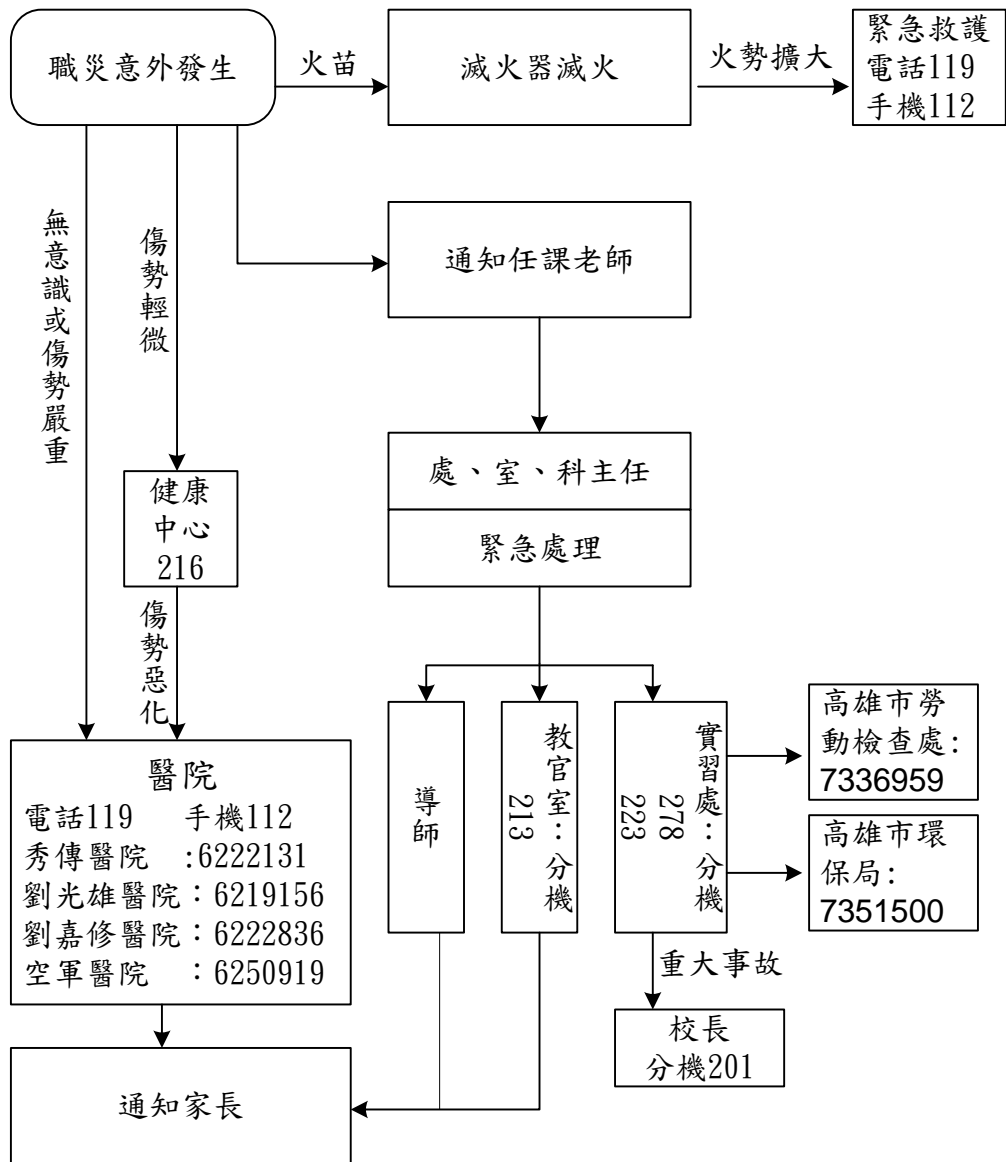 職災意外發生
火苗
滅火器滅火
火勢擴大
緊急救護
電話119
手機112
無意識或傷勢嚴重
傷勢輕微
通知任課老師
處、室、科主任
緊急處理
健康
中心
216
傷勢惡化
醫院
電話119 手機112
秀傳醫院 :6222131
劉光雄醫院：6219156
劉嘉修醫院：6222836
空軍醫院 ：6250919
導師
教官室：分機
213
實習處：分機
278
223
高雄市勞
動檢查處:
7336959
高雄市環
保局:
7351500
重大事故
校長
分機201
通知家長